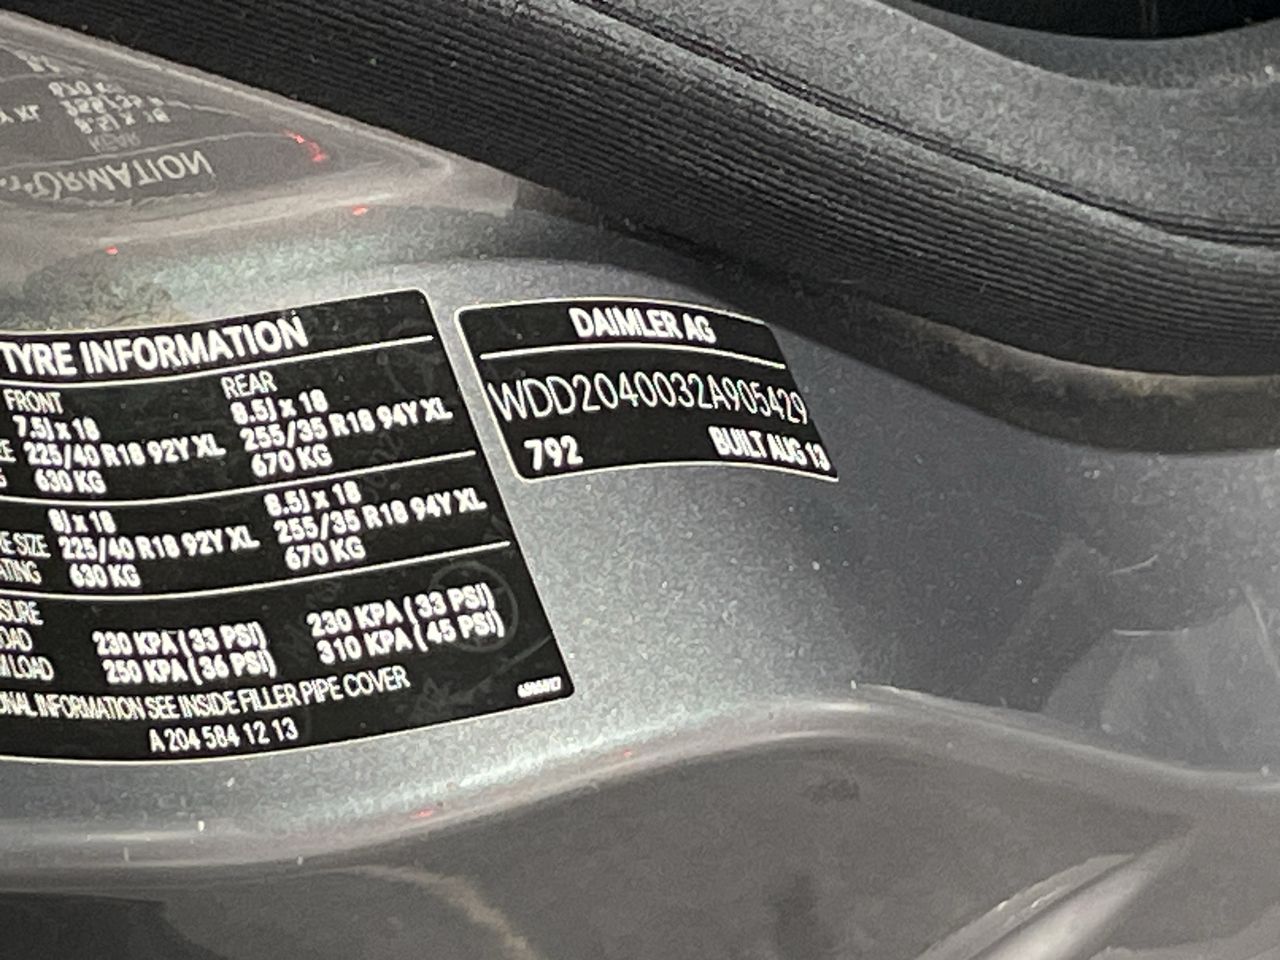 TYRE INFORMATION
FRONT REAR
7.5J x 18 8.5J x 18
225/40 R18 92Y XL 255/35 R18 94Y XL
630 KG 670 KG
8J x 18 8.5J x 18
SIZE 225/40 R18 92Y XL 255/35 R18 94Y XL
630 KG 670 KG
230 KPA (33 PSI) 230 KPA (33 PSI)
LOAD 250 KPA (36 PSI) 310 KPA (45 PSI)
INFORMATION SEE INSIDE FILLER PIPE COVER
A 204 584 12 13
DAIMLER AG
WDD2040032A905429
792 BUILT AUG 13